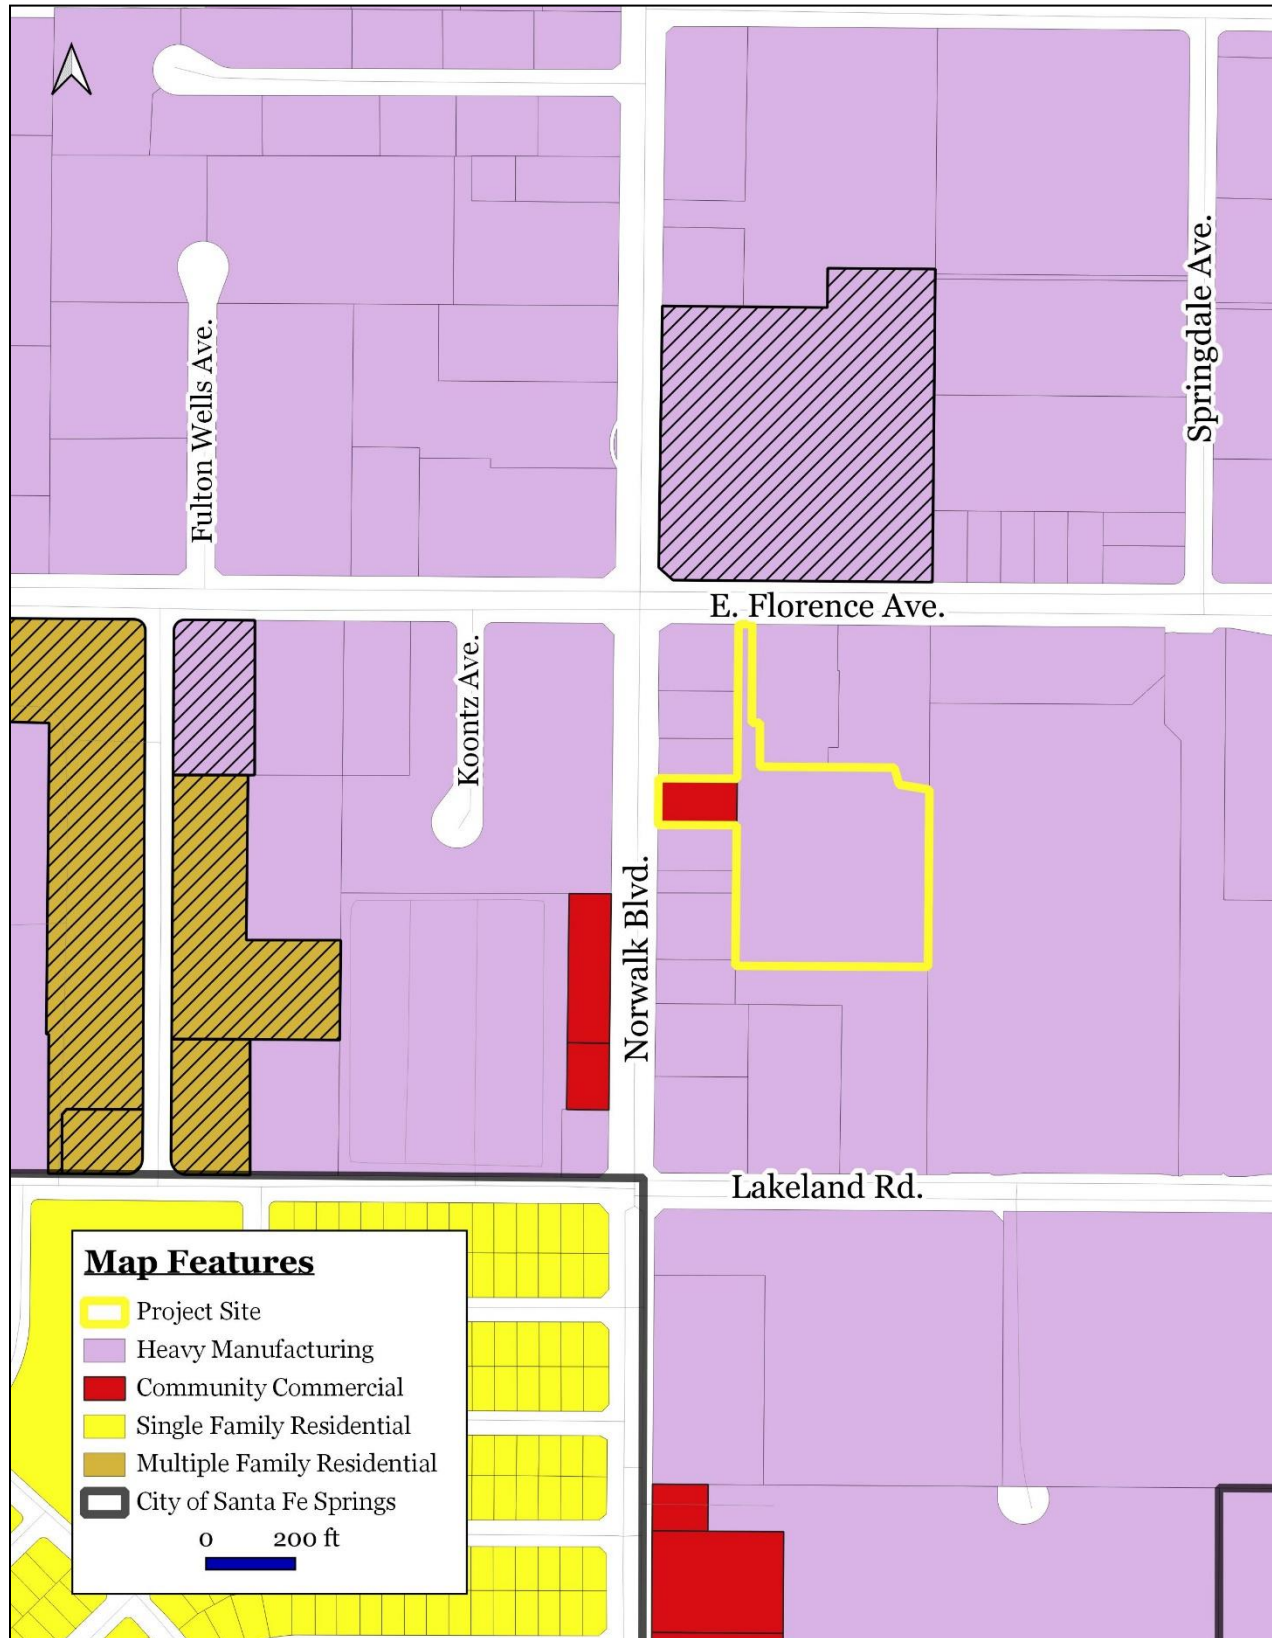 Springdale Ave.
Fulton Wells Ave.
E. Florence Ave.
Koontz Ave.
Norwalk Blvd.
Lakeland Rd.
Map Features
Project Site
Heavy Manufacturing
Community Commercial
Single Family Residential
Multiple Family Residential
City of Santa Fe Springs
0 200 ft